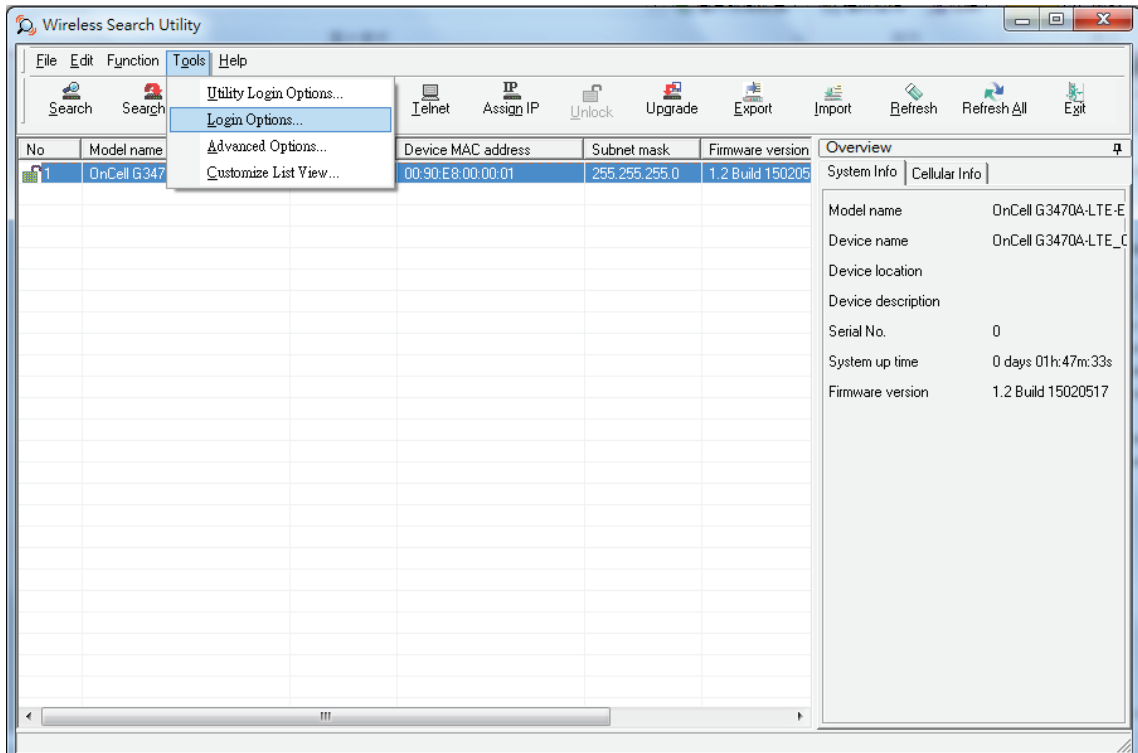 Wireless Search Utility
File Edit Function Tools Help
Search Search Telnet Assign IP Unlock Upgrade Export Import Refresh Refresh All Exit
Utility Login Options...
Login Options...
Advanced Options...
Customize List View...
No Model name Device MAC address Subnet mask Firmware version
1 OnCell G347 00:90:E8:00:00:01 255.255.255.0 1.2 Build 150205
Overview
System Info Cellular Info
Model name OnCell G3470A-LTE-E
Device name OnCell G3470A-LTE_
Device location
Device description
Serial No. 0
System up time 0 days 01h:47m:33s
Firmware version 1.2 Build 15020517